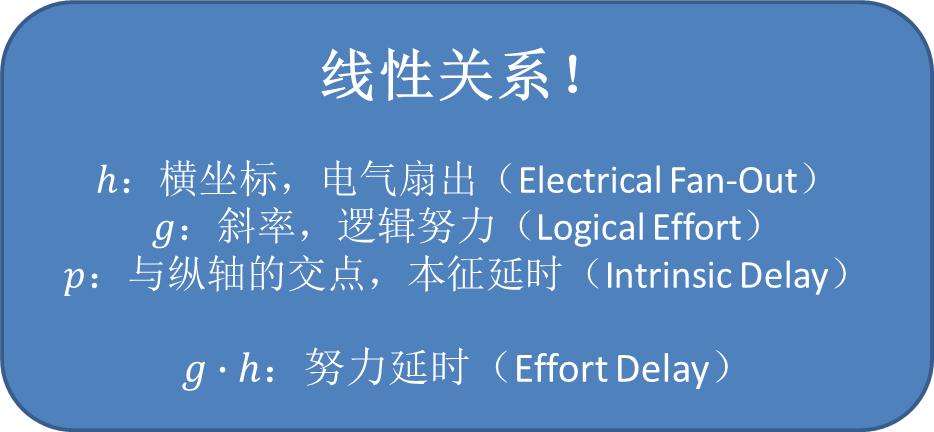 线性关系！
h：横坐标，电气扇出（Electrical Fan-Out）
g：斜率，逻辑努力（Logical Effort）
p：与纵轴的交点，本征延时（Intrinsic Delay）
g · h：努力延时（Effort Delay）